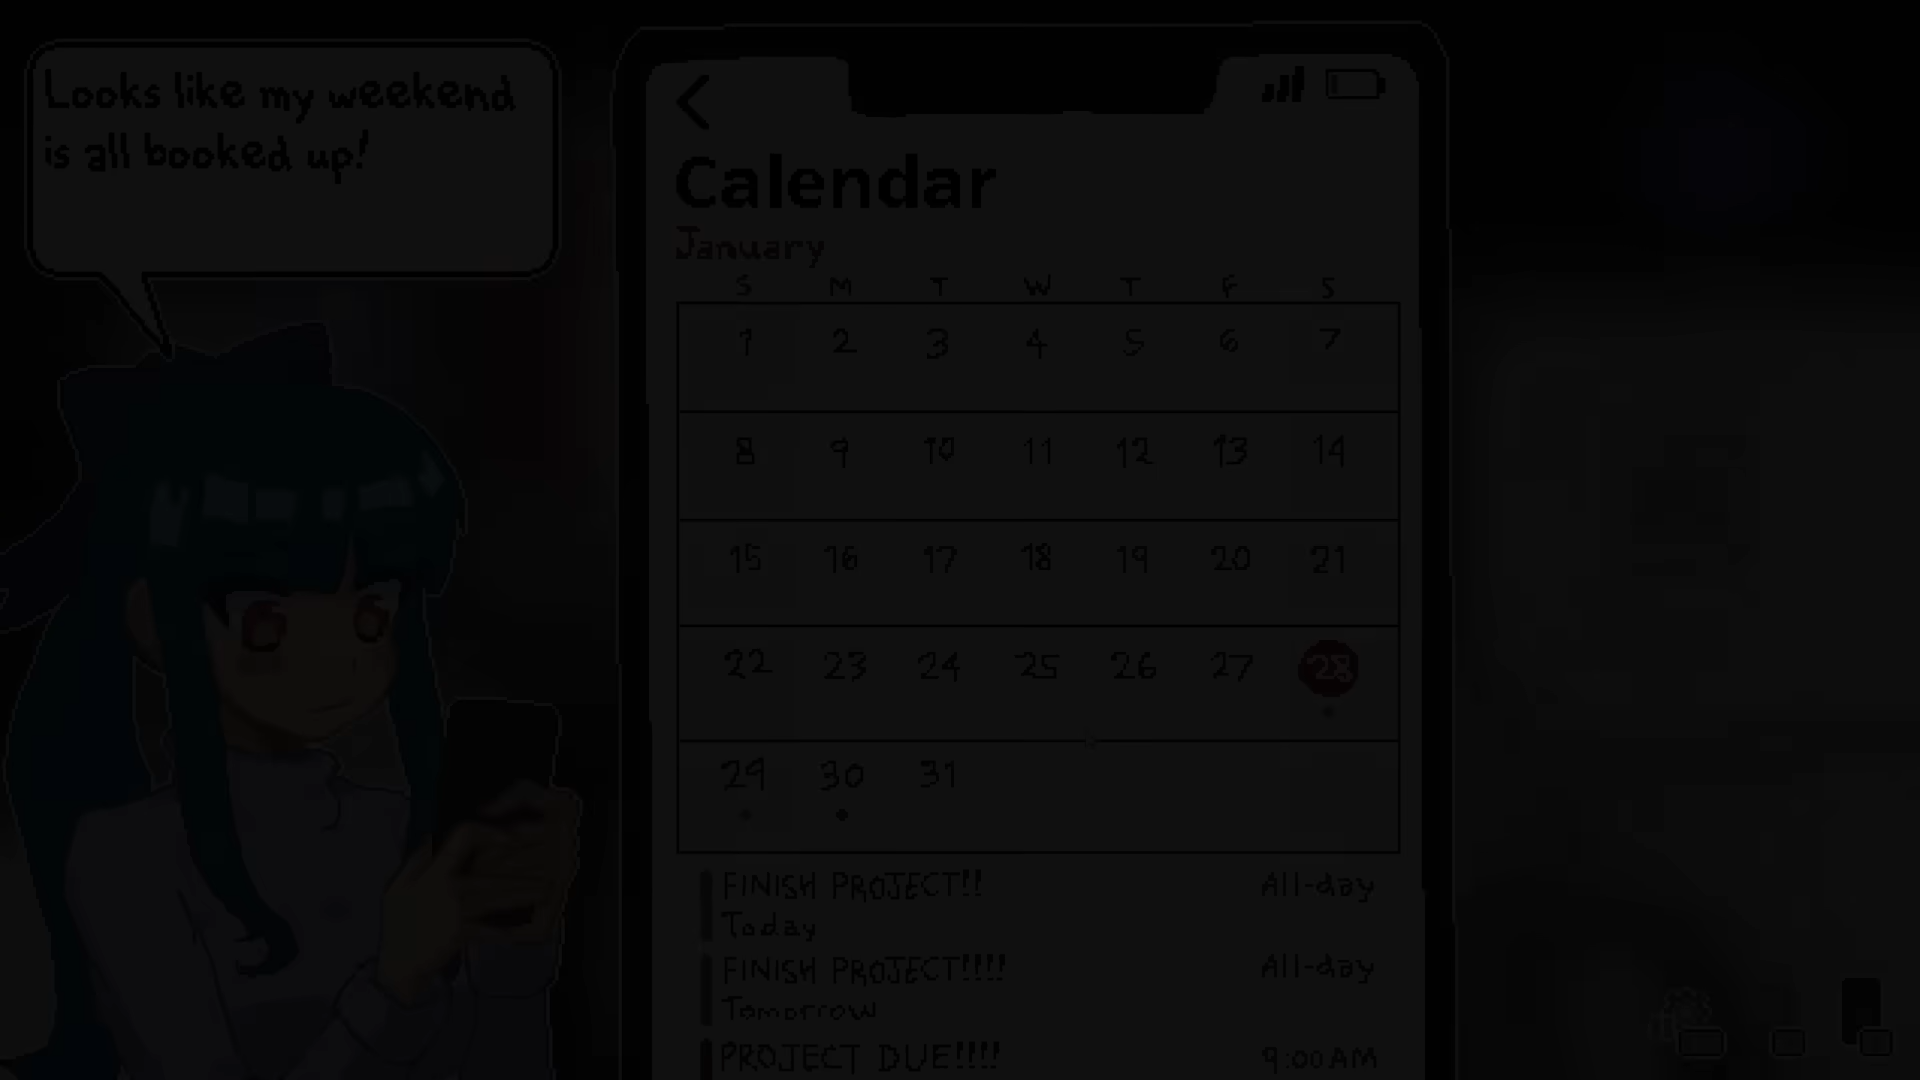 Looks like my weekend
is all booked up!
Calendar
January
S M T W T F S
1 2 3 4 5 6 7
8 9 10 11 12 13 14
15 16 17 18 19 20 21
22 23 24 25 26 27 28
29 30 31
FINISH PROJECT!! All-day
Today
FINISH PROJECT!!!! All-day
Tomorrow
PROJECT DUE!!!! 9:00AM